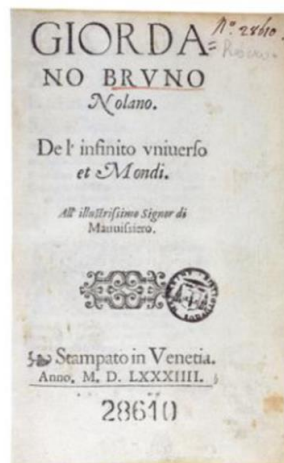 GIORDA=
NO BRVNO
Nolano.
De l' infinito vniuerſo
et Mondi.
All' illuſtriſsimo Signor di
Mauuiſsiero.
Stampato in Venetia.
Anno. M. D. LXXXIIII.
28610
Nº. 28610